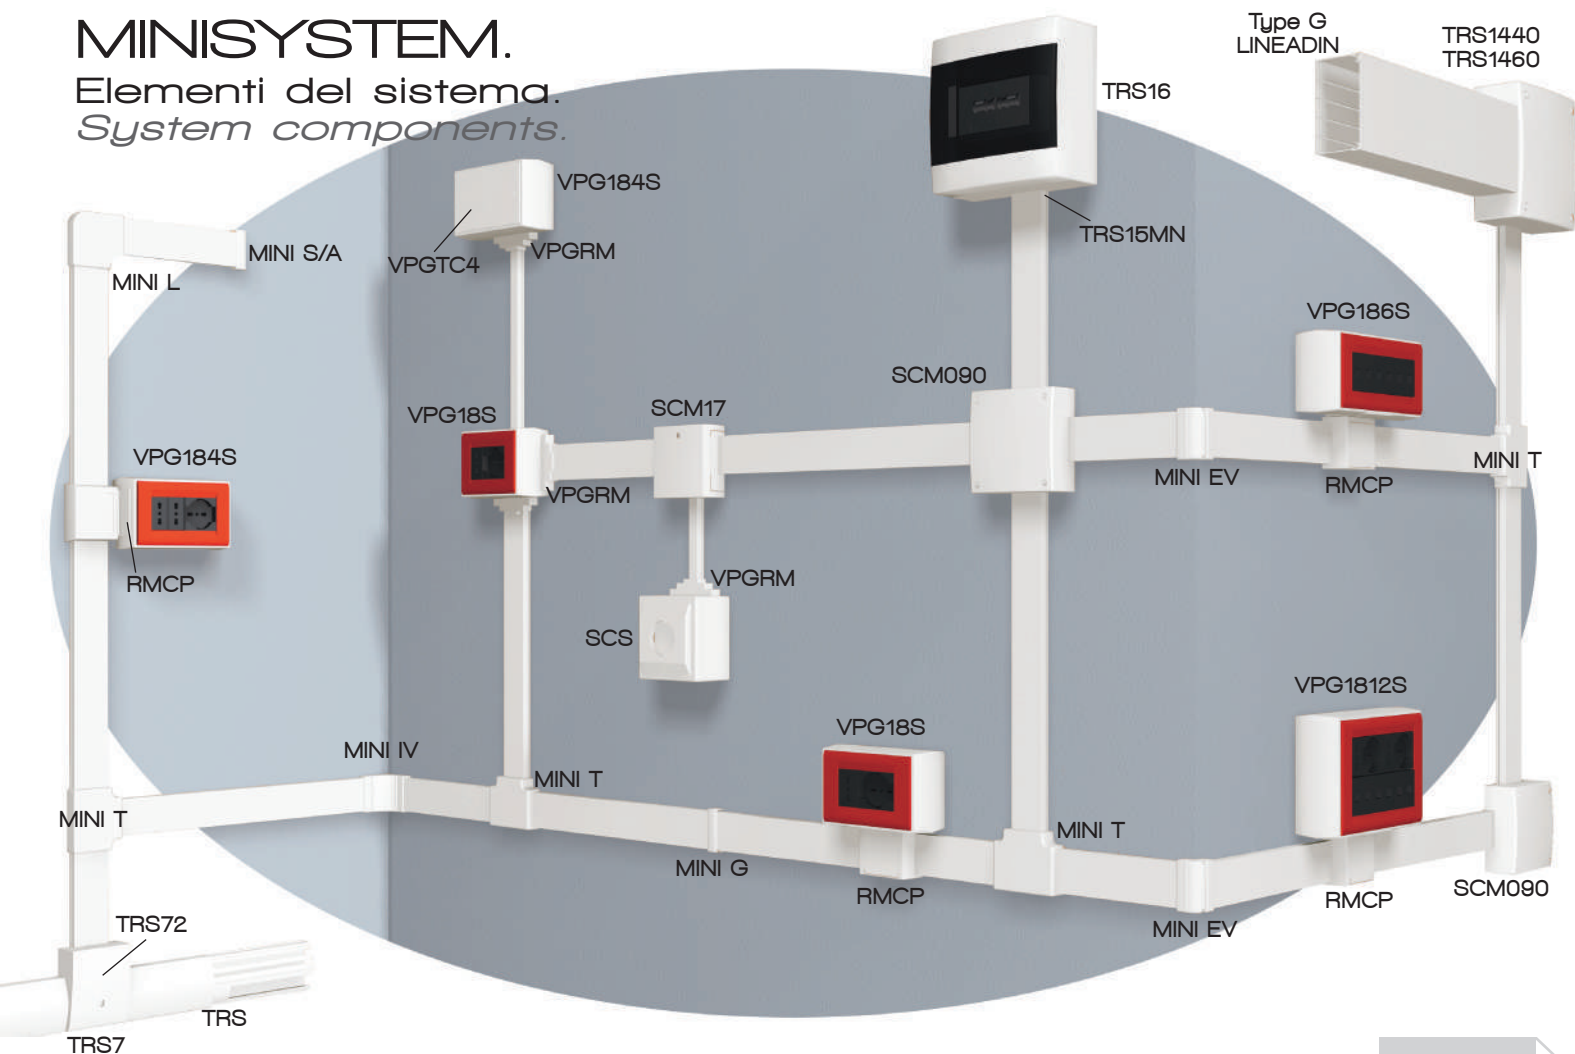 MINISYSTEM.
Elementi del sistema.
System components.
Type G
LINEADIN
TRS1440
TRS1460
TRS16
VPG184S
TRS15MN
MINI S/A
VPGTC4
VPGRM
MINI L
VPG186S
SCM090
VPG18S
SCM17
VPG184S
MINI T
MINI EV
RMCP
VPGRM
RMCP
VPGRM
SCS
VPG1812S
VPG18S
MINI IV
MINI T
MINI T
MINI T
MINI G
RMCP
SCM090
RMCP
MINI EV
TRS72
TRS
TRS7